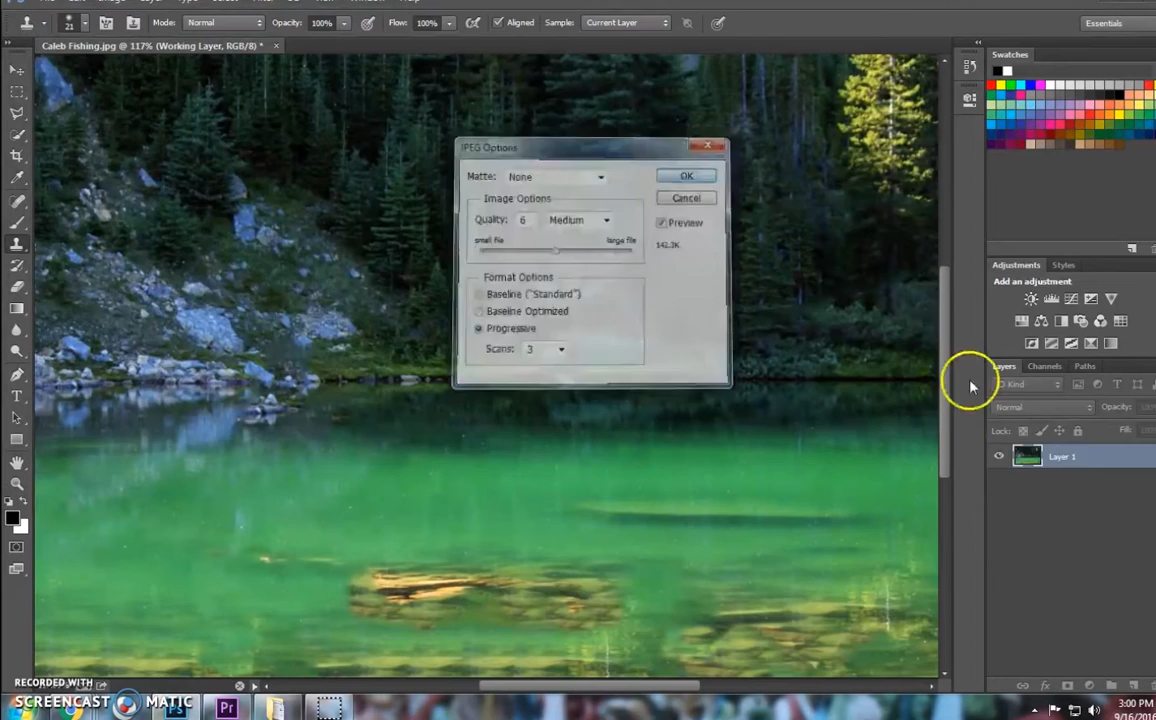 21 Mode: Normal Opacity: 100% Flow: 100% Aligned Sample: Current Layer Essentials
Caleb Fishing.jpg @ 117% (Working Layer, RGB/8) * ×
Swatches
JPEG Options
Matte: None OK
Image Options Cancel
Quality: 6 Medium Preview
small file large file 142.3K
Format Options
Baseline ("Standard")
Baseline Optimized
Progressive
Scans: 3
Adjustments Styles
Add an adjustment
Layers Channels Paths
Kind
Normal Opacity:
Lock: Fill:
Layer 1
T
RECORDED WITH
SCREENCAST MATIC
Ps Pr
3:00 PM
9/16/2016